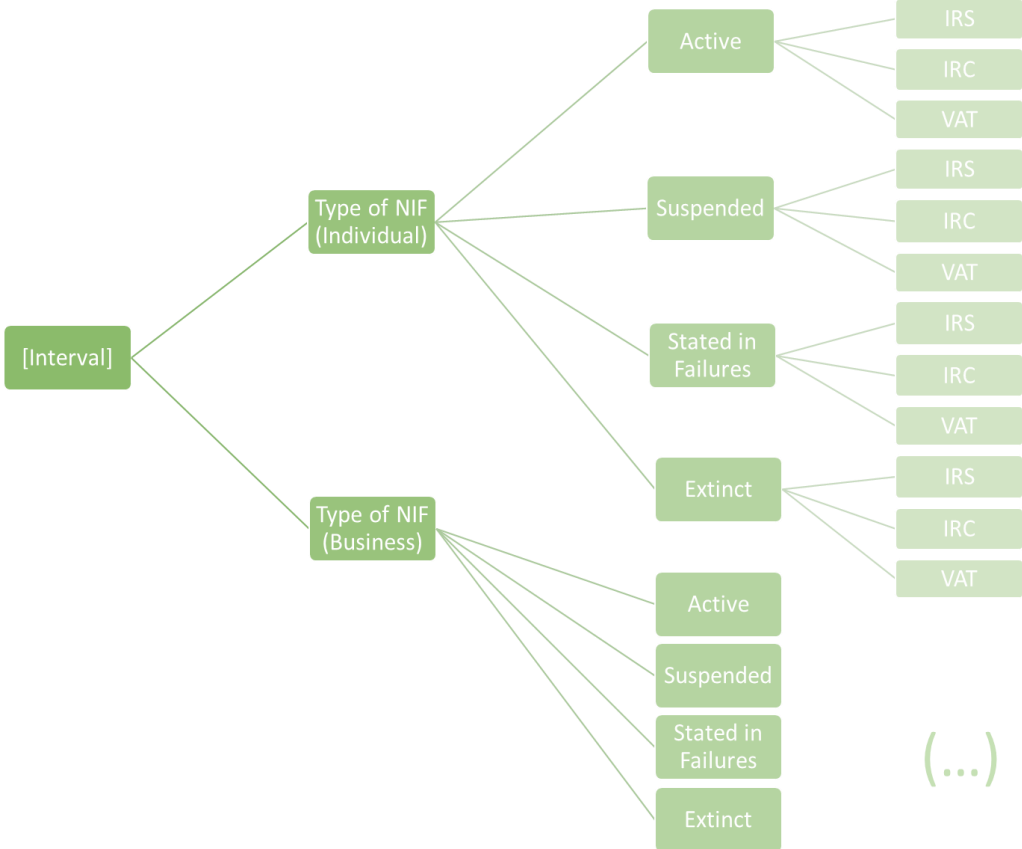 [Interval]
Type of NIF
(Individual)
Active
IRS
IRC
VAT
Suspended
IRS
IRC
VAT
Stated in
Failures
IRS
IRC
VAT
Extinct
IRS
IRC
VAT
Type of NIF
(Business)
Active
Suspended
Stated in
Failures
Extinct
(...)